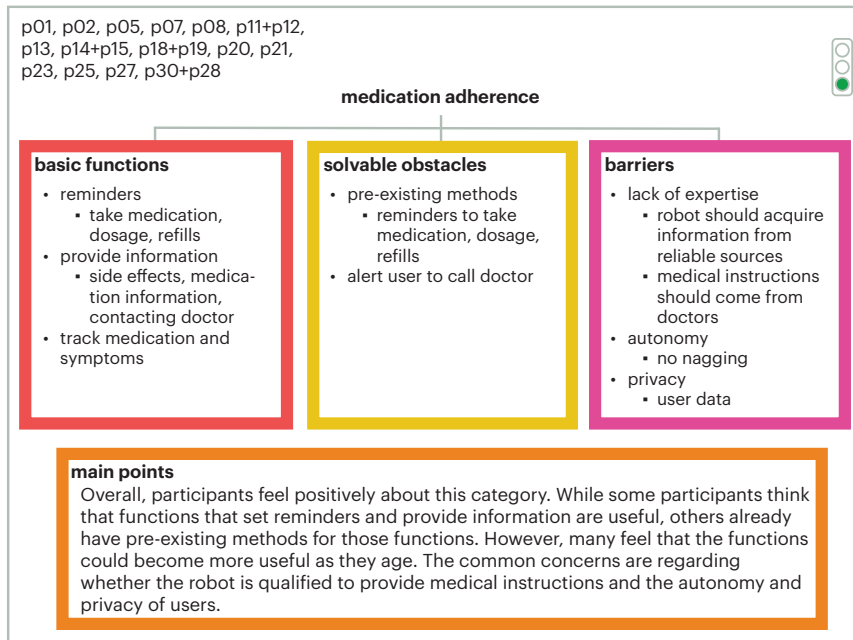 p01, p02, p05, p07, p08, p11+p12,
p13, p14+p15, p18+p19, p20, p21,
p23, p25, p27, p30+p28
medication adherence
basic functions
• reminders
▪ take medication,
dosage, refills
• provide information
▪ side effects, medica-
tion information,
contacting doctor
• track medication and
symptoms
solvable obstacles
• pre-existing methods
▪ reminders to take
medication, dosage,
refills
• alert user to call doctor
barriers
• lack of expertise
▪ robot should acquire
information from
reliable sources
▪ medical instructions
should come from
doctors
• autonomy
▪ no nagging
• privacy
▪ user data
main points
Overall, participants feel positively about this category. While some participants think
that functions that set reminders and provide information are useful, others already
have pre-existing methods for those functions. However, many feel that the functions
could become more useful as they age. The common concerns are regarding
whether the robot is qualified to provide medical instructions and the autonomy and
privacy of users.